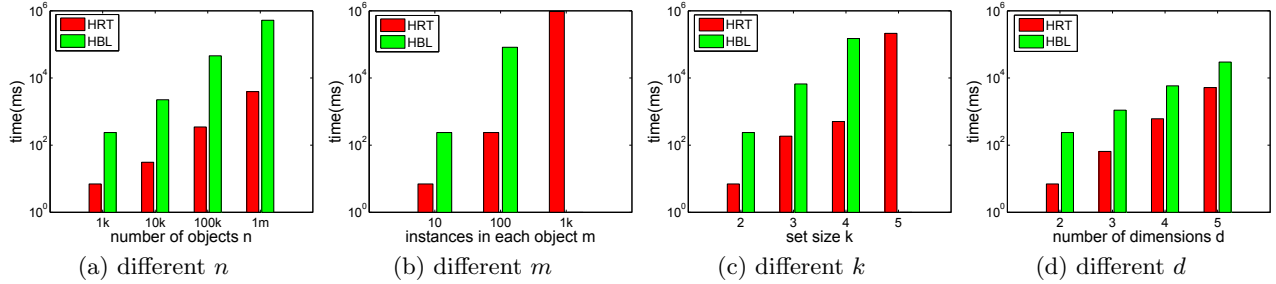 10^6
10^4
10^2
10^0
time(ms)
HRT
HBL
1k 10k 100k 1m
number of objects n
(a) different n
10^6
10^4
10^2
10^0
time(ms)
HRT
HBL
10 100 1k
instances in each object m
(b) different m
10^6
10^4
10^2
10^0
time(ms)
HRT
HBL
2 3 4 5
set size k
(c) different k
10^6
10^4
10^2
10^0
time(ms)
HRT
HBL
2 3 4 5
number of dimensions d
(d) different d